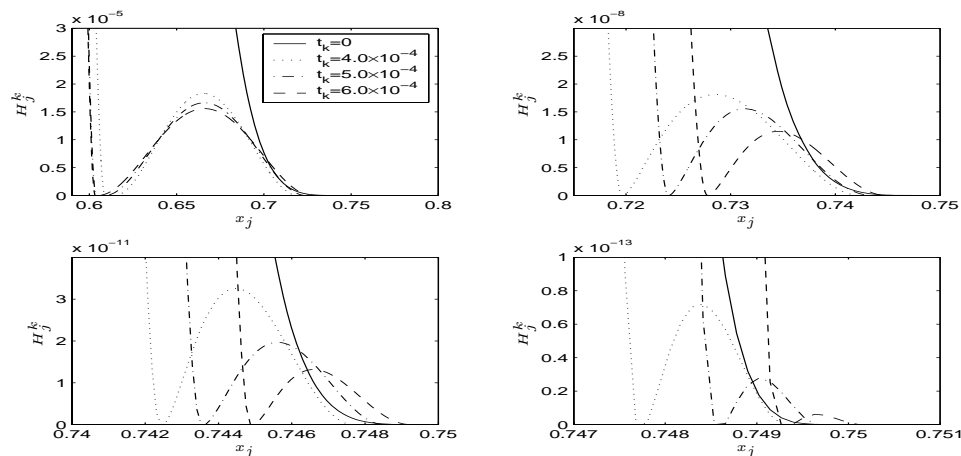 x 10⁻⁵
3
2.5
2
1.5
1
0.5
0
H_j^k
0.6 0.65 0.7 0.75 0.8
x_j
t_k=0
t_k=4.0×10⁻⁴
t_k=5.0×10⁻⁴
t_k=6.0×10⁻⁴
x 10⁻⁸
3
2.5
2
1.5
1
0.5
0
H_j^k
0.72 0.73 0.74 0.75
x_j
x 10⁻¹¹
3
2
1
0
H_j^k
0.74 0.742 0.744 0.746 0.748 0.75
x_j
x 10⁻¹³
1
0.8
0.6
0.4
0.2
0
H_j^k
0.747 0.748 0.749 0.75 0.751
x_j